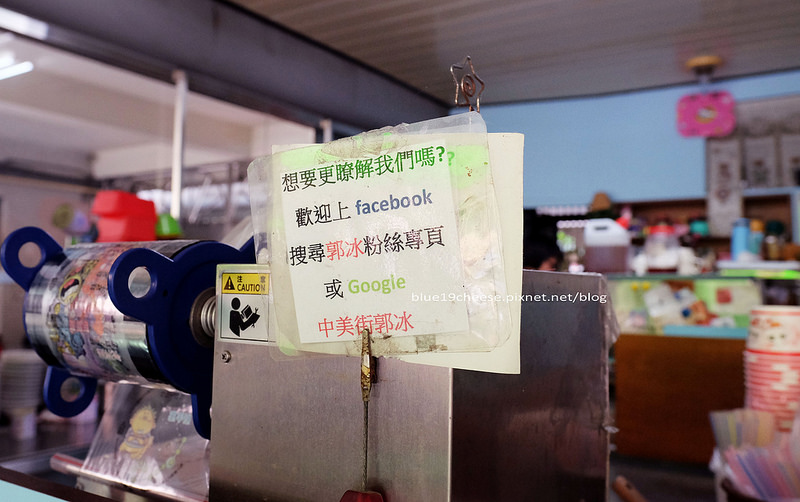 想要更瞭解我們嗎??
歡迎上 facebook
搜尋郭冰粉絲專頁
或 Google
中美街郭冰
注意
CAUTION
blue19cheese.pixnet.net/blog